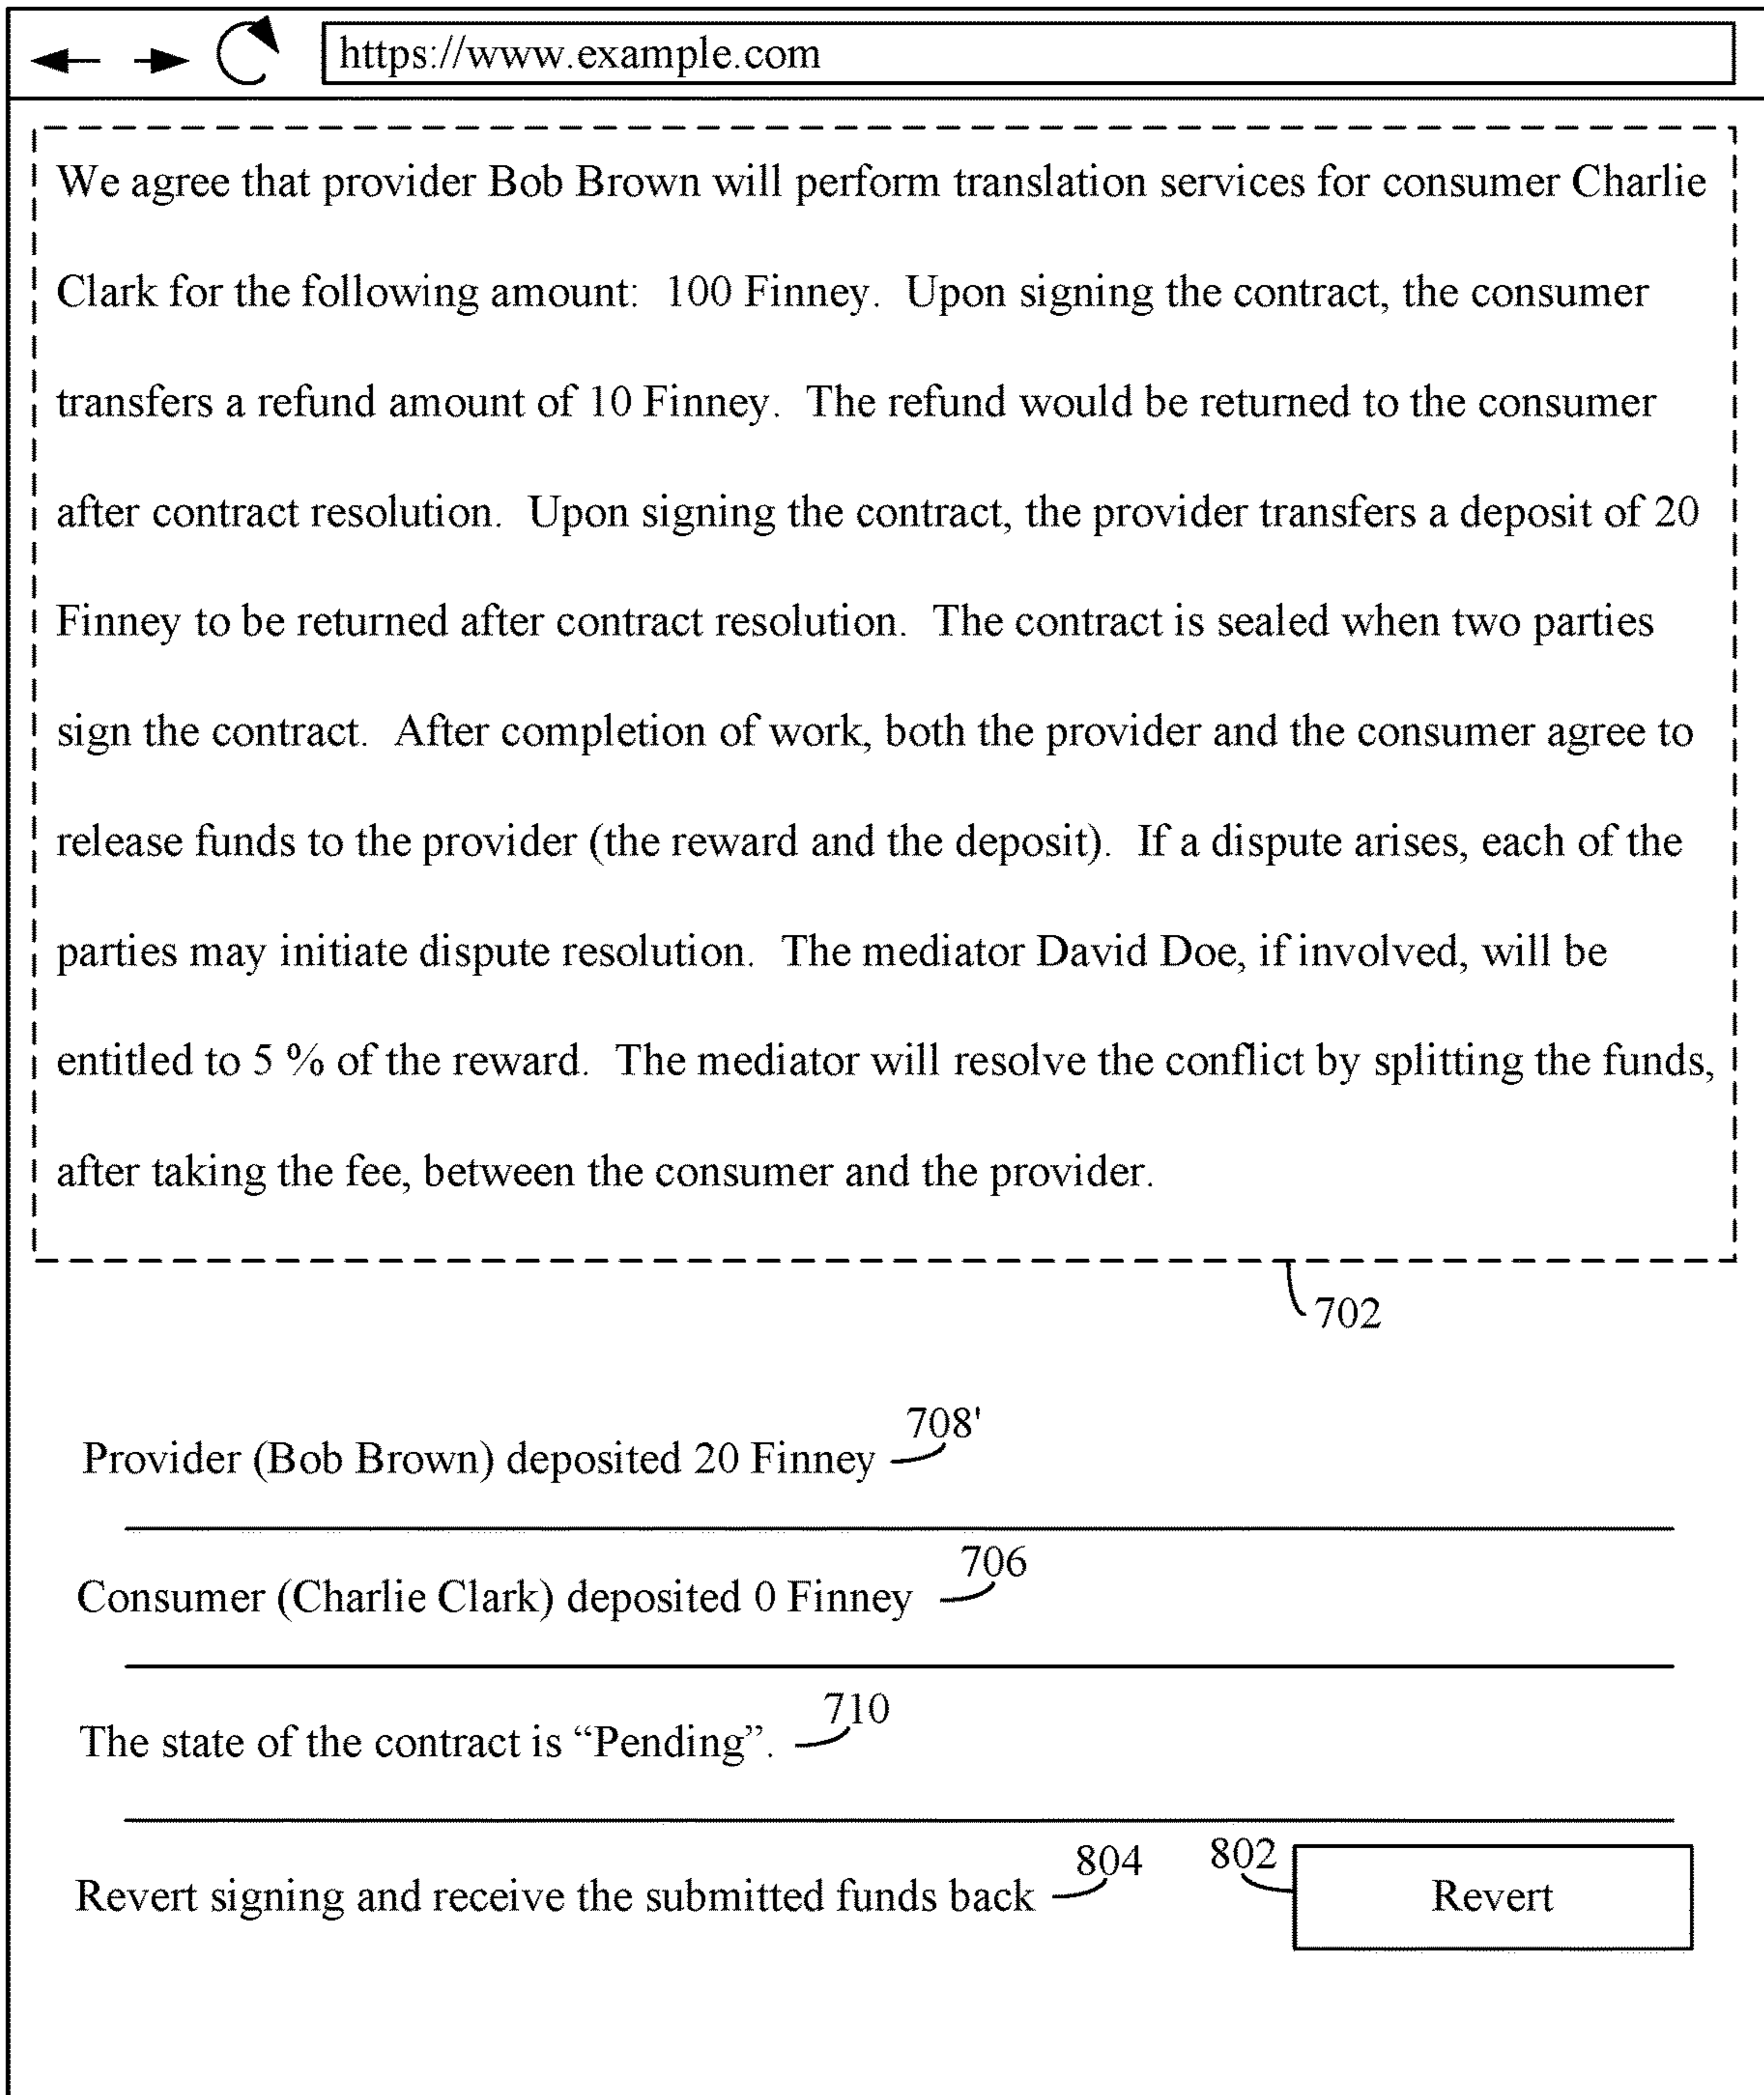 https://www.example.com
We agree that provider Bob Brown will perform translation services for consumer Charlie
Clark for the following amount:  100 Finney.  Upon signing the contract, the consumer
transfers a refund amount of 10 Finney.  The refund would be returned to the consumer
after contract resolution.  Upon signing the contract, the provider transfers a deposit of 20
Finney to be returned after contract resolution.  The contract is sealed when two parties
sign the contract.  After completion of work, both the provider and the consumer agree to
release funds to the provider (the reward and the deposit).  If a dispute arises, each of the
parties may initiate dispute resolution.  The mediator David Doe, if involved, will be
entitled to 5 % of the reward.  The mediator will resolve the conflict by splitting the funds,
after taking the fee, between the consumer and the provider.
702
708'
Provider (Bob Brown) deposited 20 Finney
706
Consumer (Charlie Clark) deposited 0 Finney
710
The state of the contract is “Pending”.
804
802
Revert signing and receive the submitted funds back
Revert